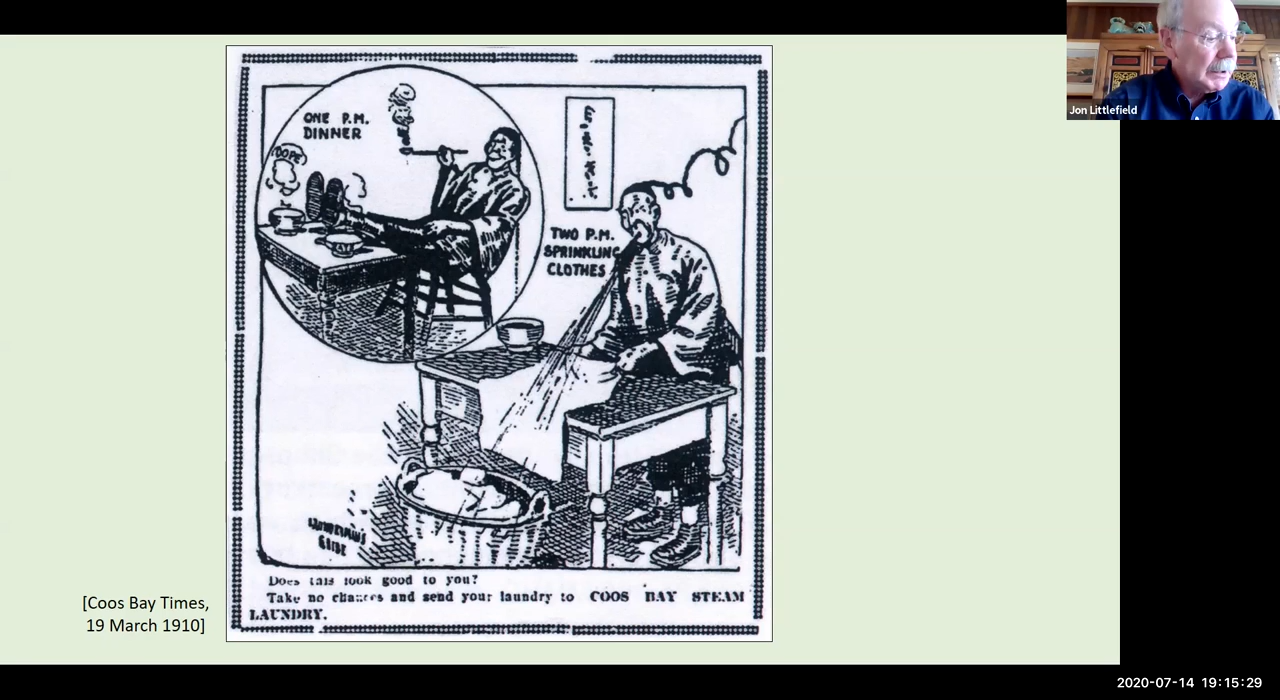 Jon Littlefield
ONE P.M.
DINNER
DOPE
TWO P.M.
SPRINKLING
CLOTHES
Does this look good to you?
Take no chances and send your laundry to COOS BAY STEAM
LAUNDRY.
[Coos Bay Times,
19 March 1910]
2020-07-14 19:15:29